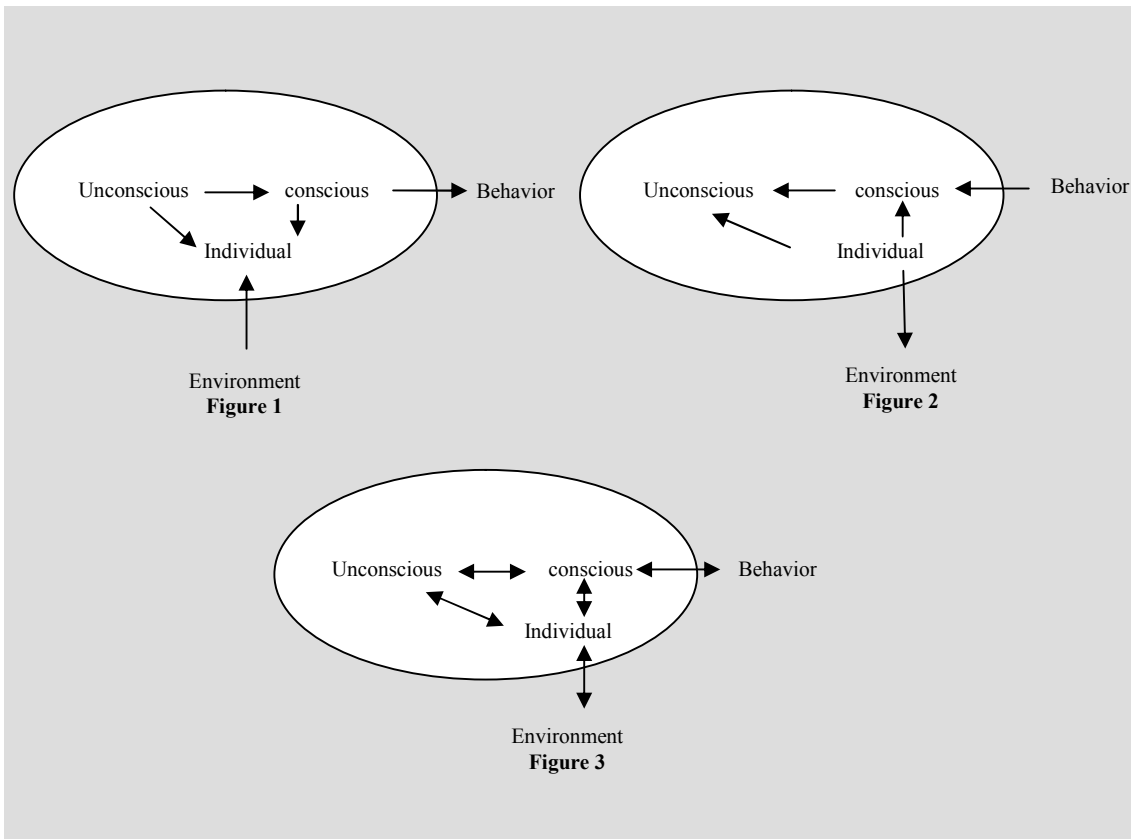 Unconscious conscious Behavior
Individual
Environment
Figure 1
Unconscious conscious Behavior
Individual
Environment
Figure 2
Unconscious conscious Behavior
Individual
Environment
Figure 3